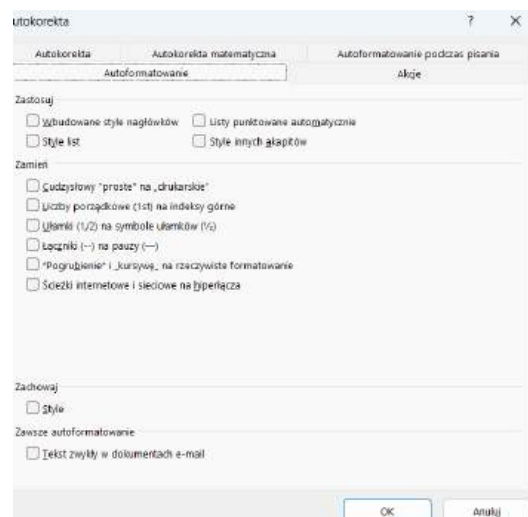 utokorekta ? ×
Autokorekta Autokorekta matematyczna Autoformatowanie podczas pisania
Autoformatowanie Akcje
Zastosuj
Wbudowane style nagłówków Listy punktowane automatycznie
Style list Style innych akapitów
Zamień
Cudzysłowy "proste" na „drukarskie”
Liczby porządkowe (1st) na indeksy górne
Ułamki (1/2) na symbole ułamków (½)
Łączniki (--) na pauzy (—)
*Pogrubienie* i _kursywę_ na rzeczywiste formatowanie
Ścieżki internetowe i sieciowe na hiperłącza
Zachowaj
Style
Zawsze autoformatowanie
Tekst zwykły w dokumentach e-mail
OK Anuluj